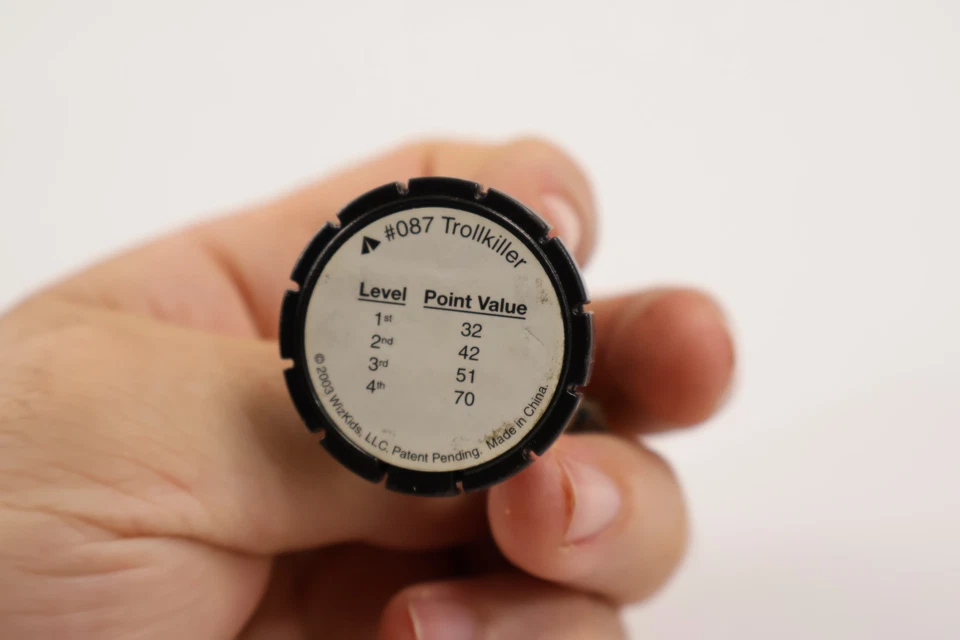 #087 Trollkiller
Level Point Value
1st 32
2nd 42
3rd 51
4th 70
© 2003 WizKids, LLC. Patent Pending. Made in China.